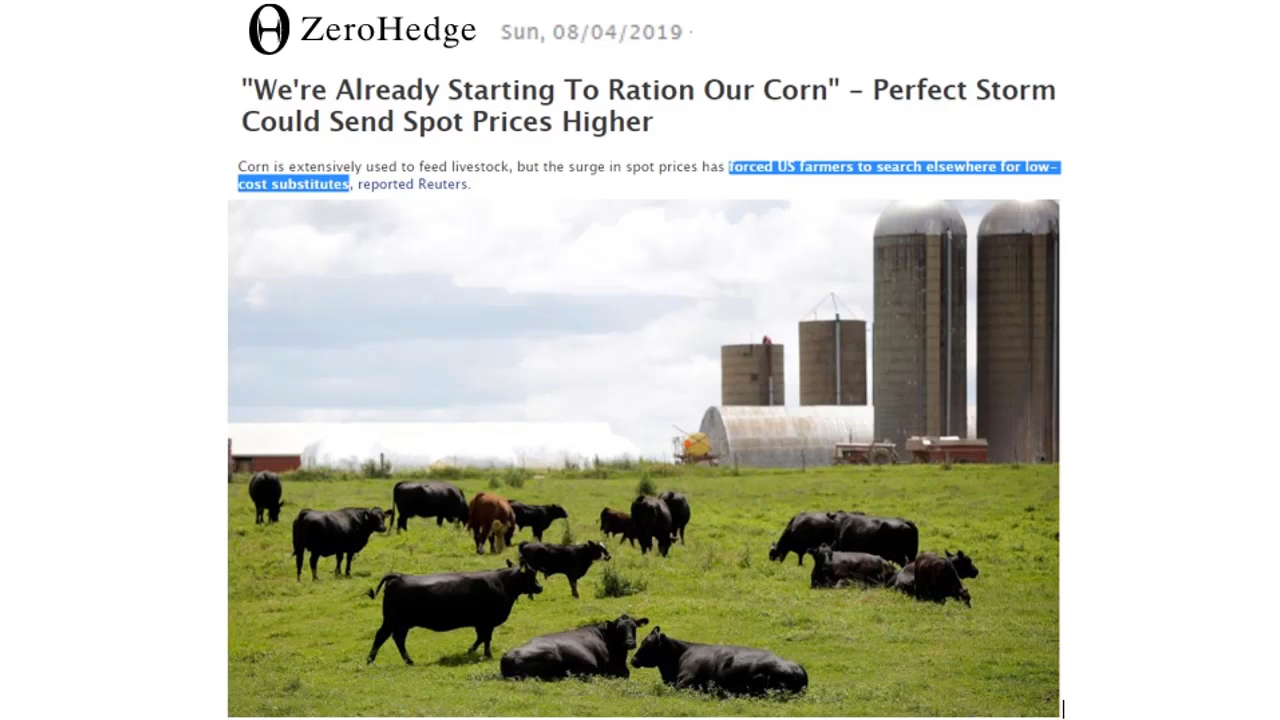 ZeroHedge Sun, 08/04/2019 ·
"We're Already Starting To Ration Our Corn" – Perfect Storm
Could Send Spot Prices Higher
Corn is extensively used to feed livestock, but the surge in spot prices has forced US farmers to search elsewhere for low-
cost substitutes, reported Reuters.